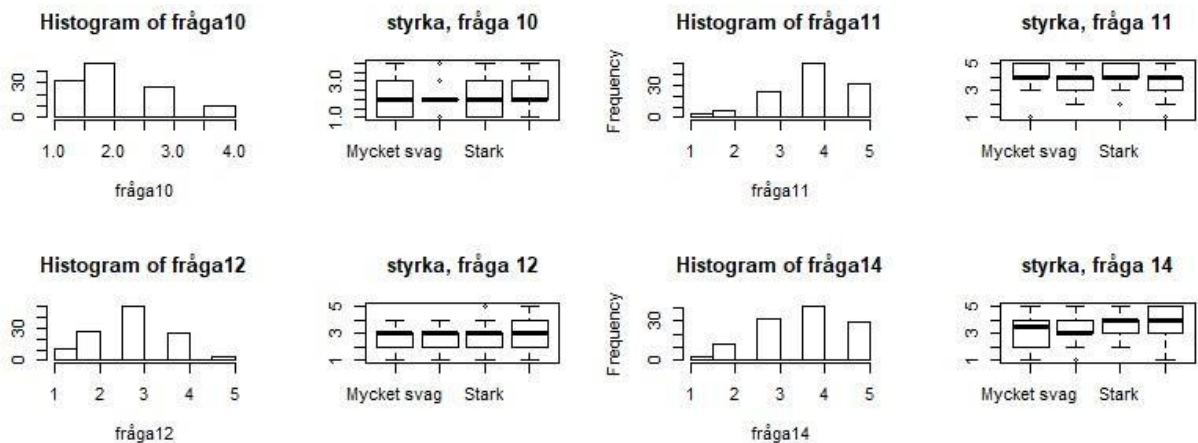 Histogram of fråga10
30
0
1.0 2.0 3.0 4.0
fråga10
styrka, fråga 10
3.0
1.0
Mycket svag Stark
Histogram of fråga11
Frequency
30
0
1 2 3 4 5
fråga11
styrka, fråga 11
5
3
1
Mycket svag Stark
Histogram of fråga12
30
0
1 2 3 4 5
fråga12
styrka, fråga 12
5
3
1
Mycket svag Stark
Histogram of fråga14
Frequency
30
0
1 2 3 4 5
fråga14
styrka, fråga 14
5
3
1
Mycket svag Stark